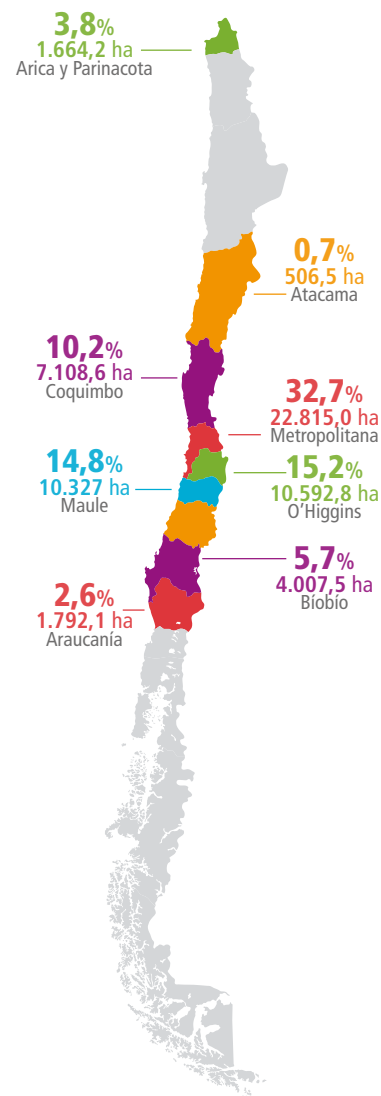 3,8%
1.664,2 ha
Arica y Parinacota
0,7%
506,5 ha
Atacama
10,2%
7.108,6 ha
Coquimbo
32,7%
22.815,0 ha
Metropolitana
14,8%
10.327 ha
Maule
15,2%
10.592,8 ha
O’Higgins
5,7%
4.007,5 ha
Bíobío
2,6%
1.792,1 ha
Araucanía